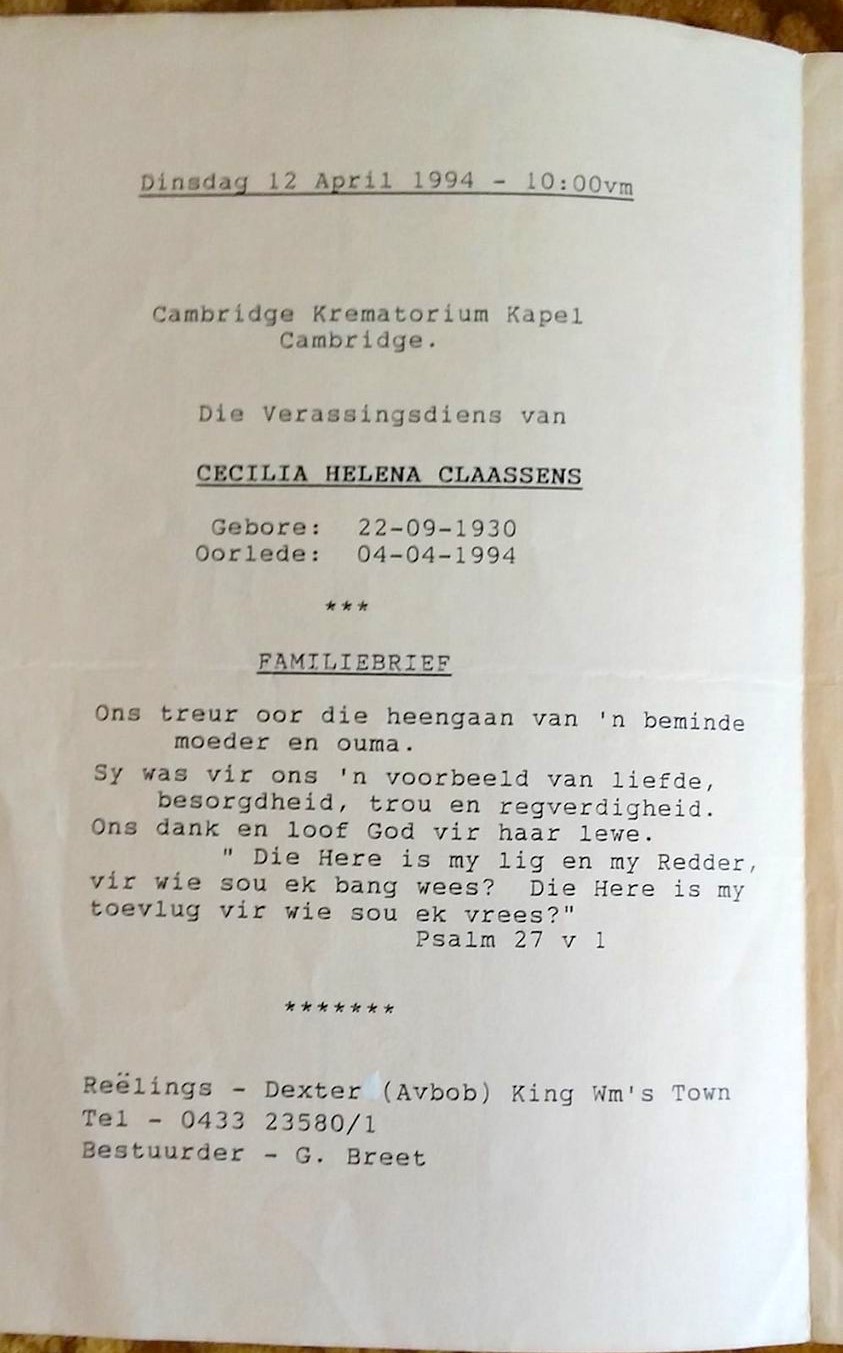 Dinsdag 12 April 1994 - 10:00vm
Cambridge Krematorium Kapel
Cambridge.
Die Verassingsdiens van
CECILIA HELENA CLAASSENS
Gebore: 22-09-1930
Oorlede: 04-04-1994
***
FAMILIEBRIEF
Ons treur oor die heengaan van 'n beminde
moeder en ouma.
Sy was vir ons 'n voorbeeld van liefde,
besorgdheid, trou en regverdigheid.
Ons dank en loof God vir haar lewe.
" Die Here is my lig en my Redder,
vir wie sou ek bang wees? Die Here is my
toevlug vir wie sou ek vrees?"
Psalm 27 v 1
*******
Reëlings - Dexter (Avbob) King Wm's Town
Tel - 0433 23580/1
Bestuurder - G. Breet